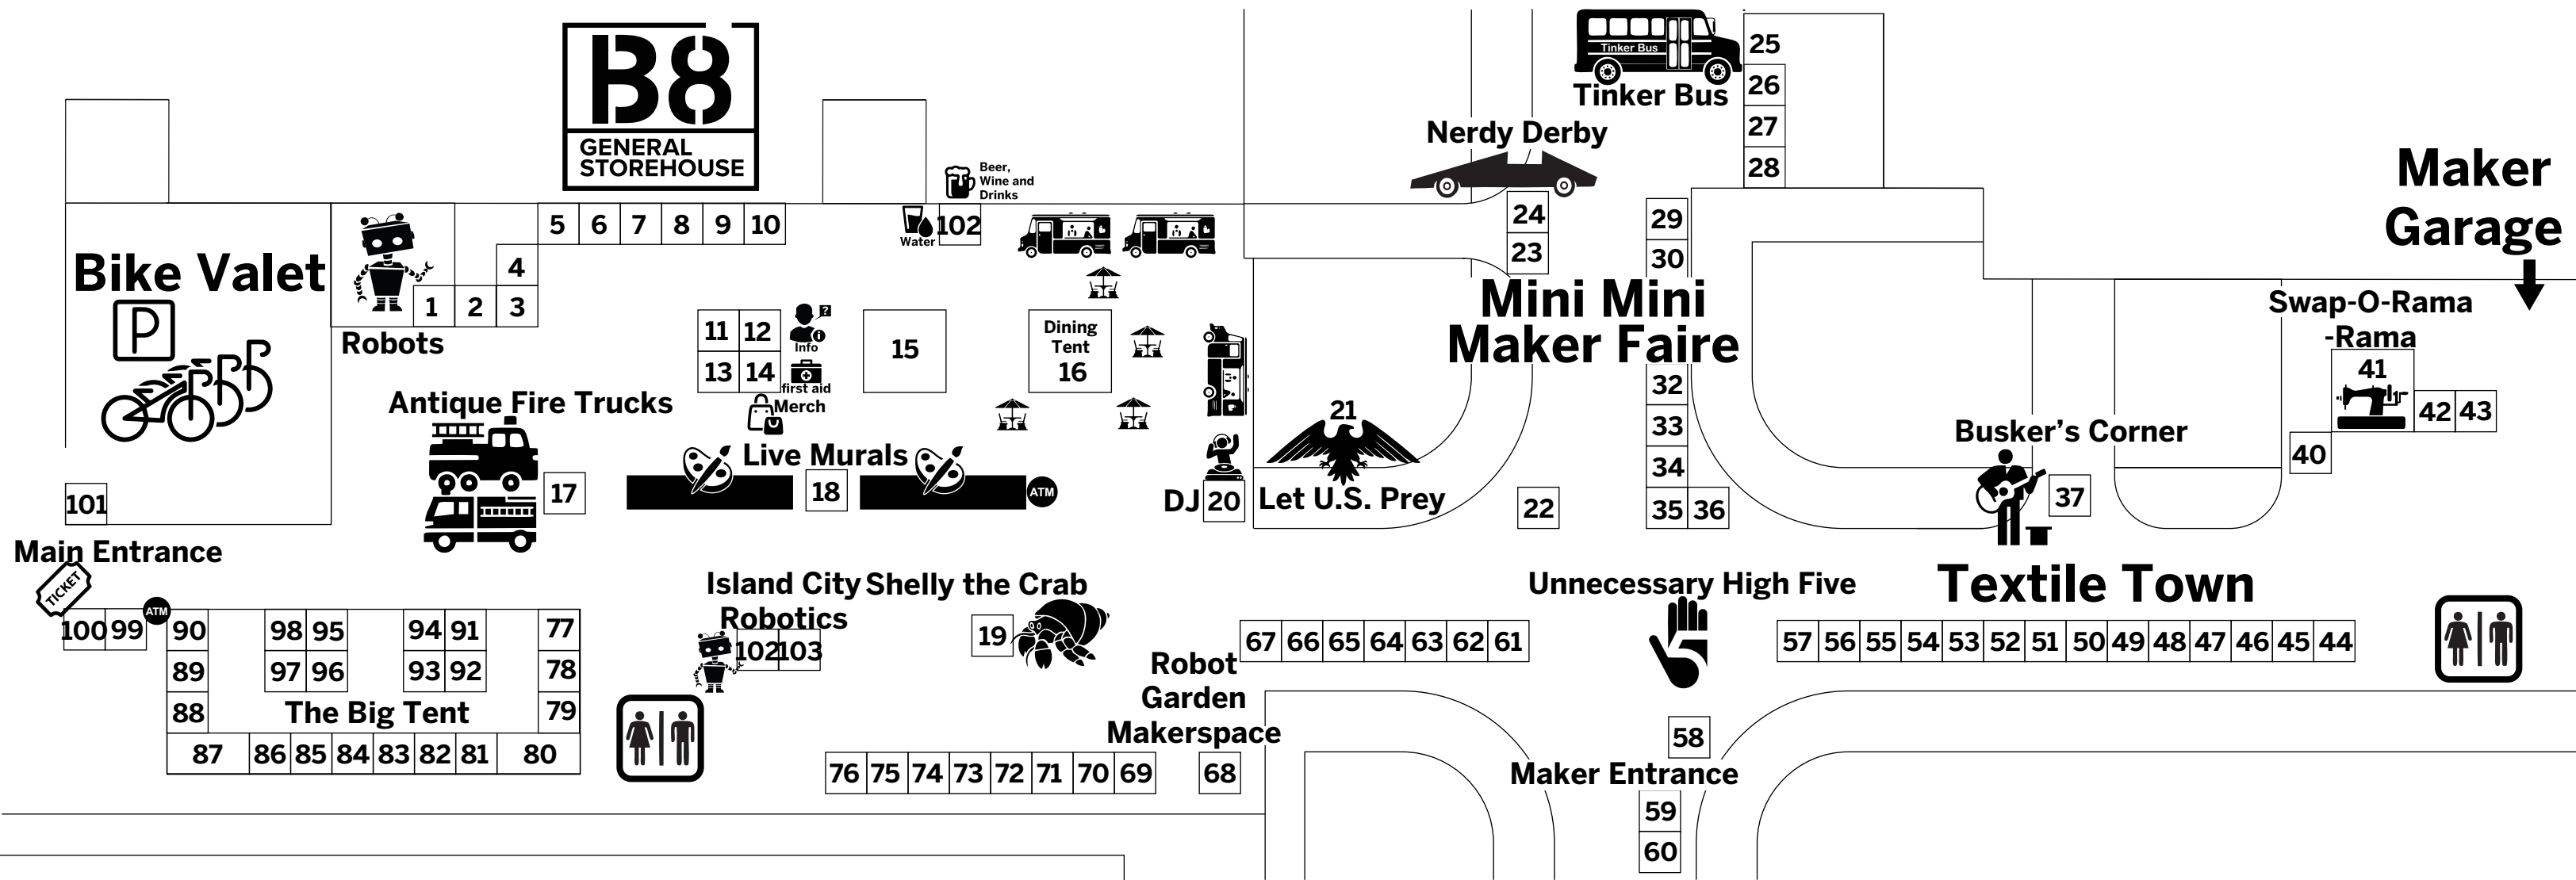 B8
GENERAL
STOREHOUSE
Beer,
Wine and
Drinks
Water
102
Tinker Bus
Tinker Bus
25
26
27
28
Nerdy Derby
24
23
29
30
Mini Mini
Maker Faire
32
33
34
35 36
Maker
Garage
Swap-O-Rama
-Rama
41
42 43
40
Busker's Corner
37
Textile Town
Bike Valet
P
Robots
1 2 3
4
5 6 7 8 9 10
11 12
13 14
Info
first aid
Merch
15
Dining
Tent
16
Antique Fire Trucks
17
Live Murals
18
ATM
DJ 20
21
Let U.S. Prey
22
101
Main Entrance
TICKET
ATM
100 99
90 98 95 94 91 77
89 97 96 93 92 78
88 The Big Tent 79
87 86 85 84 83 82 81 80
Island City
Robotics
102 103
Shelly the Crab
19
Robot
Garden
Makerspace
67 66 65 64 63 62 61
76 75 74 73 72 71 70 69 68
Unnecessary High Five
5
57 56 55 54 53 52 51 50 49 48 47 46 45 44
58
Maker Entrance
59
60